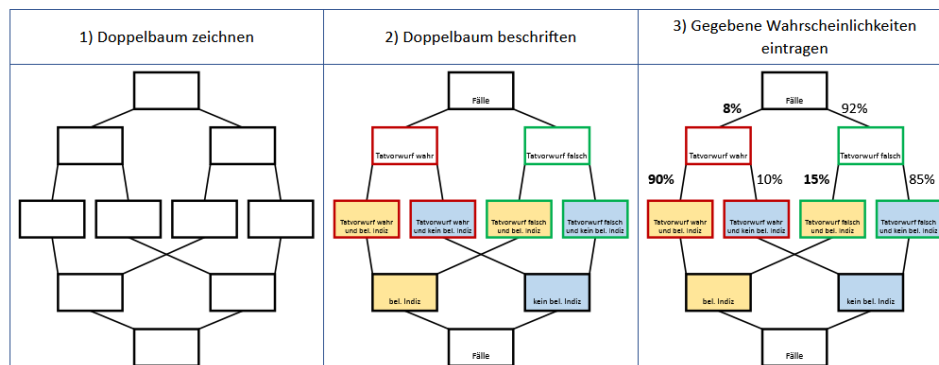 1) Doppelbaum zeichnen
2) Doppelbaum beschriften
3) Gegebene Wahrscheinlichkeiten
eintragen
Fälle
Tatvorwurf wahr
Tatvorwurf falsch
Tatvorwurf wahr
und bel. Indiz
Tatvorwurf wahr
und kein bel. Indiz
Tatvorwurf falsch
und bel. Indiz
Tatvorwurf falsch
und kein bel. Indiz
bel. Indiz
kein bel. Indiz
Fälle
Fälle
8%
92%
Tatvorwurf wahr
Tatvorwurf falsch
90%
10%
15%
85%
Tatvorwurf wahr
und bel. Indiz
Tatvorwurf wahr
und kein bel. Indiz
Tatvorwurf falsch
und bel. Indiz
Tatvorwurf falsch
und kein bel. Indiz
bel. Indiz
kein bel. Indiz
Fälle